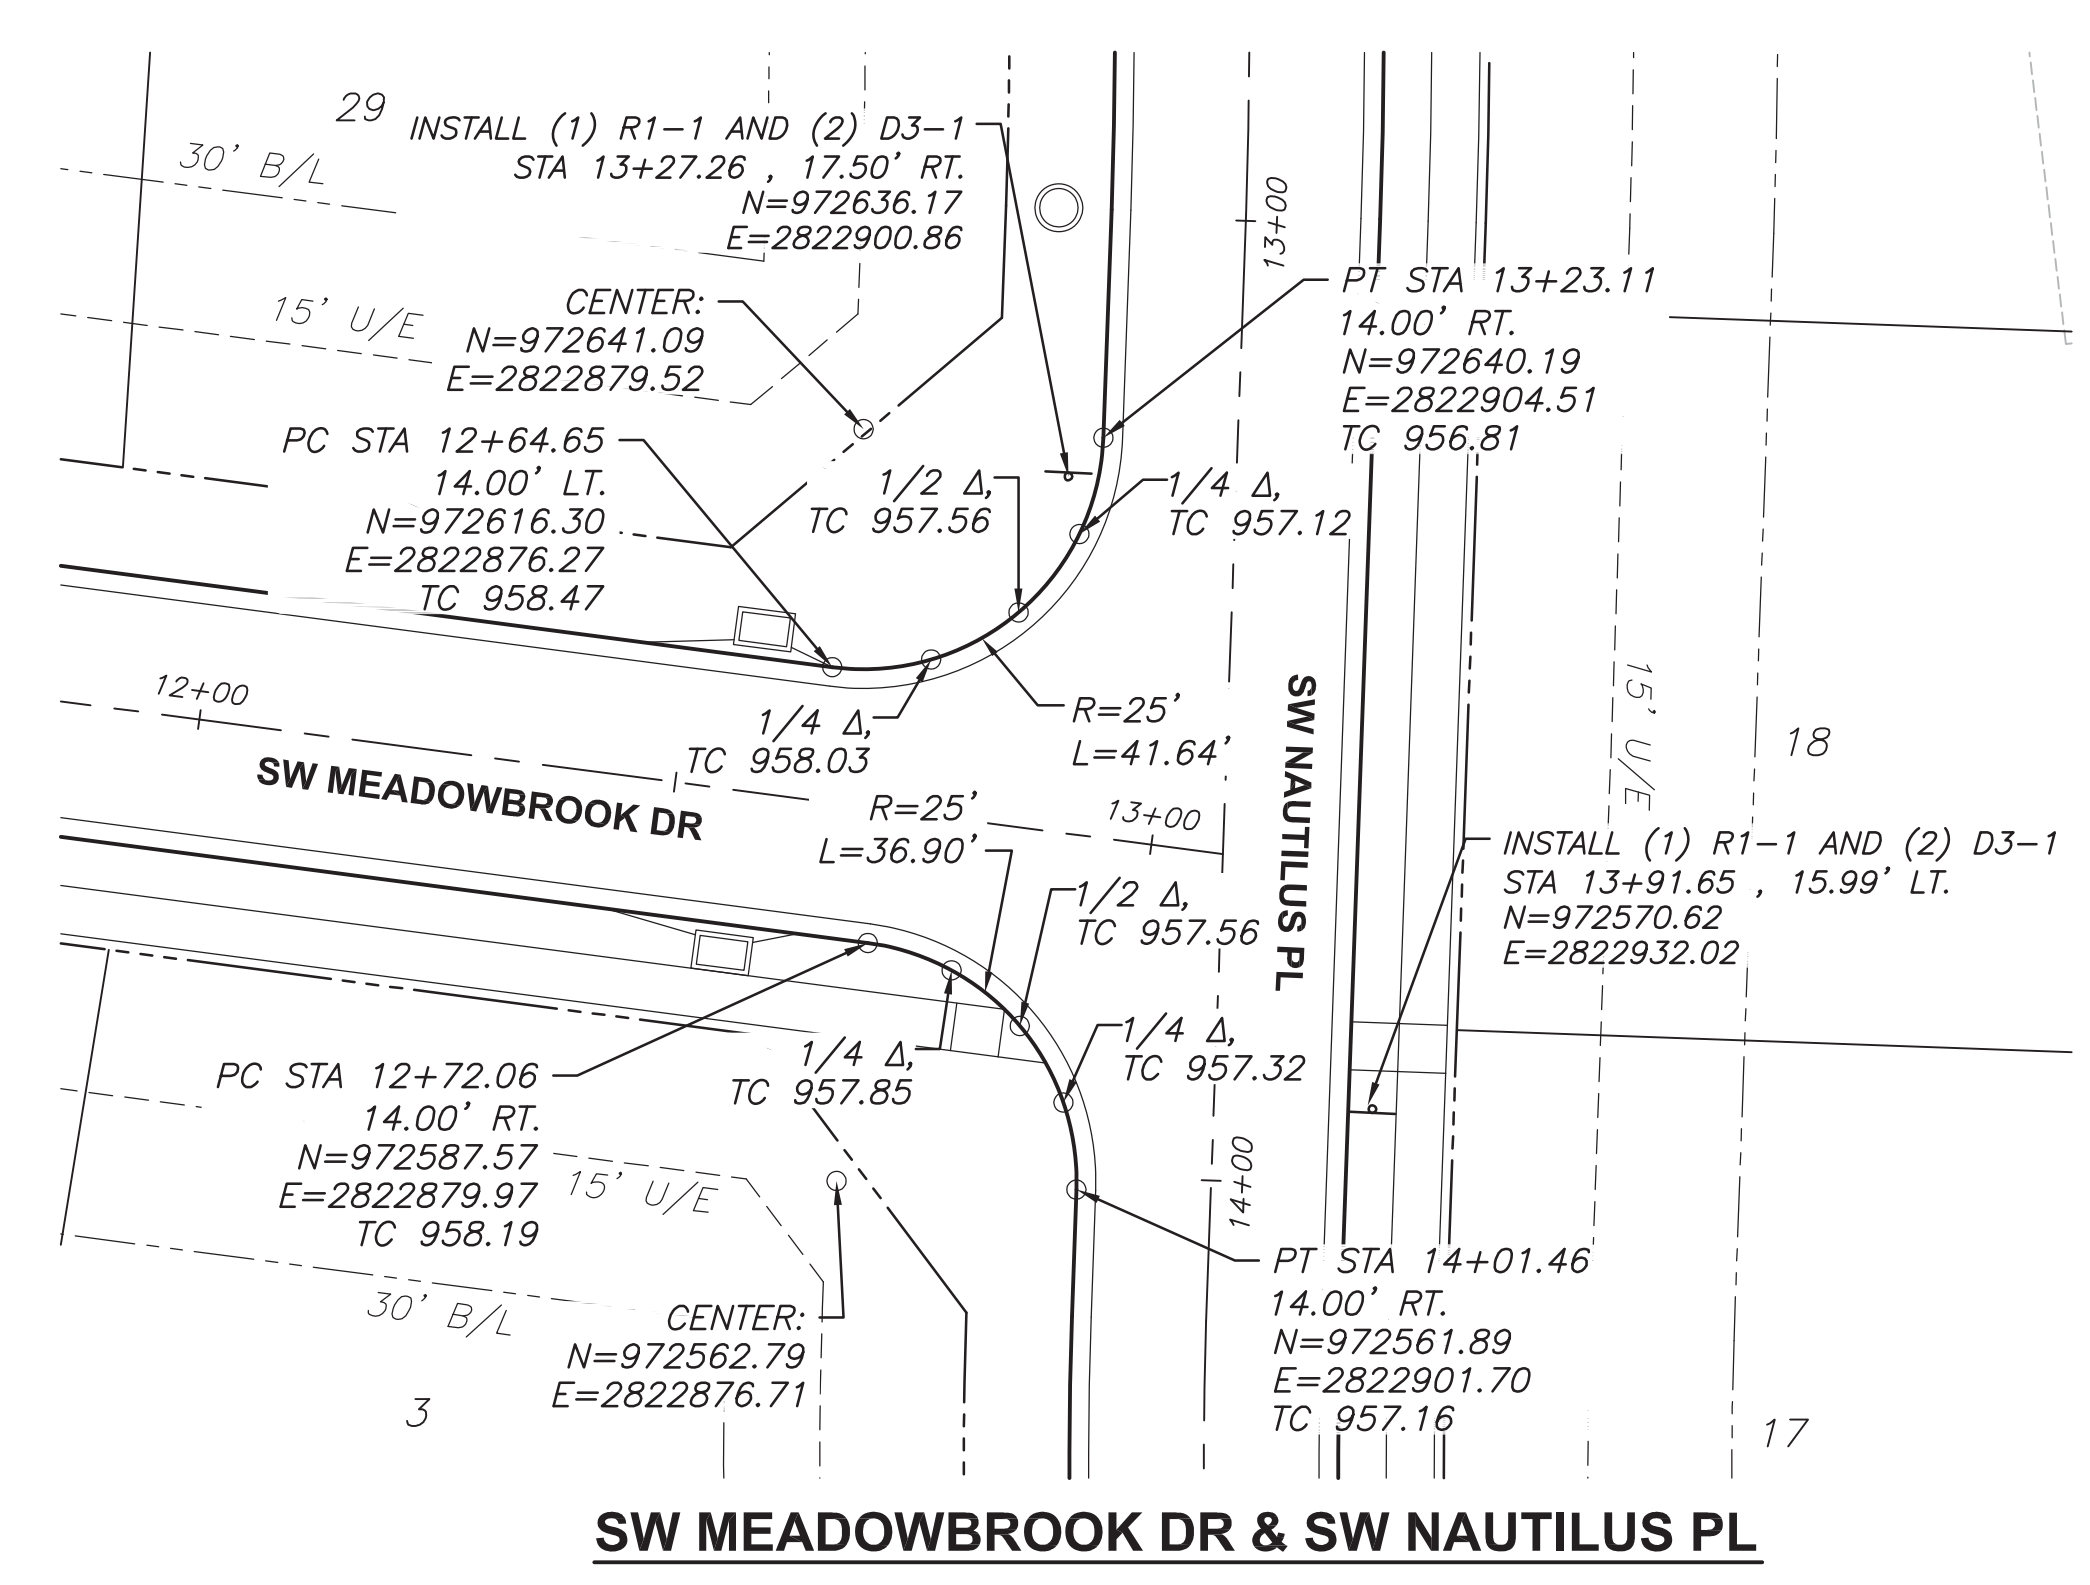 29
30' B/L
INSTALL (1) R1-1 AND (2) D3-1
STA 13+27.26 , 17.50' RT.
N=972636.17
E=2822900.86
13+00
15' U/E
CENTER:
N=972641.09
E=2822879.52
PT STA 13+23.11
14.00' RT.
N=972640.19
E=2822904.51
TC 956.81
PC STA 12+64.65
14.00' LT.
N=972616.30
E=2822876.27
TC 958.47
1/2 Δ,
TC 957.56
1/4 Δ,
TC 957.12
12+00
1/4 Δ,
TC 958.03
R=25'
L=41.64'
SW MEADOWBROOK DR
SW NAUTILUS PL
15' U/E
18
R=25'
L=36.90'
13+00
1/2 Δ,
TC 957.56
INSTALL (1) R1-1 AND (2) D3-1
STA 13+91.65 , 15.99' LT.
N=972570.62
E=2822932.02
1/4 Δ,
TC 957.85
1/4 Δ,
TC 957.32
PC STA 12+72.06
14.00' RT.
N=972587.57
E=2822879.97
TC 958.19
15' U/E
14+00
30' B/L
CENTER:
N=972562.79
E=2822876.71
PT STA 14+01.46
14.00' RT.
N=972561.89
E=2822901.70
TC 957.16
3
17
SW MEADOWBROOK DR & SW NAUTILUS PL